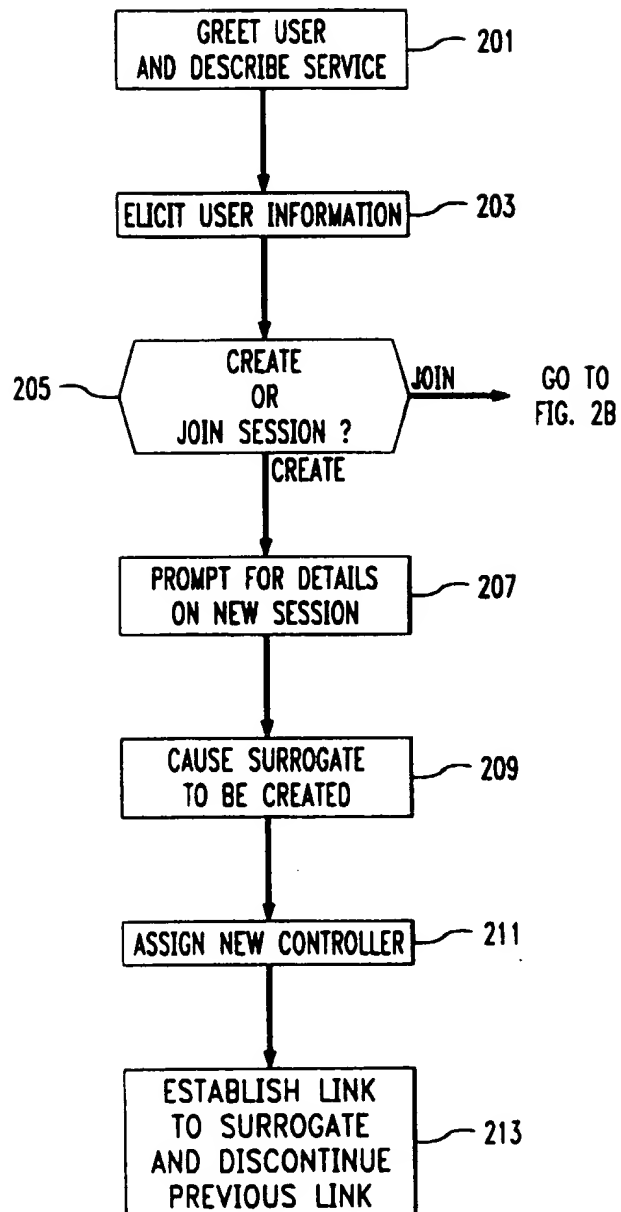 GREET USER
AND DESCRIBE SERVICE
201
ELICIT USER INFORMATION
203
205
CREATE
OR
JOIN SESSION ?
JOIN
GO TO
FIG. 2B
CREATE
PROMPT FOR DETAILS
ON NEW SESSION
207
CAUSE SURROGATE
TO BE CREATED
209
ASSIGN NEW CONTROLLER
211
ESTABLISH LINK
TO SURROGATE
AND DISCONTINUE
PREVIOUS LINK
213